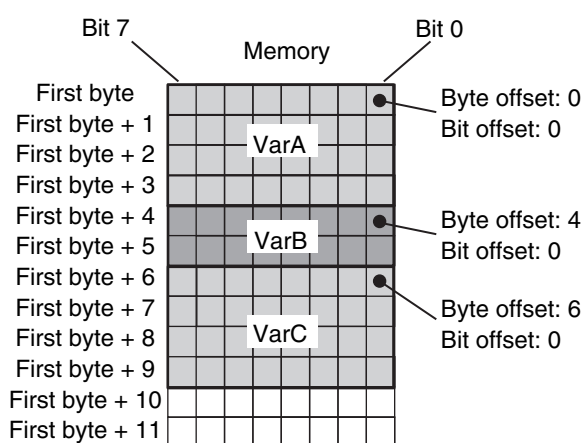 Bit 7
Bit 0
Memory
First byte
First byte + 1
First byte + 2
First byte + 3
First byte + 4
First byte + 5
First byte + 6
First byte + 7
First byte + 8
First byte + 9
First byte + 10
First byte + 11
VarA
VarB
VarC
Byte offset: 0
Bit offset: 0
Byte offset: 4
Bit offset: 0
Byte offset: 6
Bit offset: 0